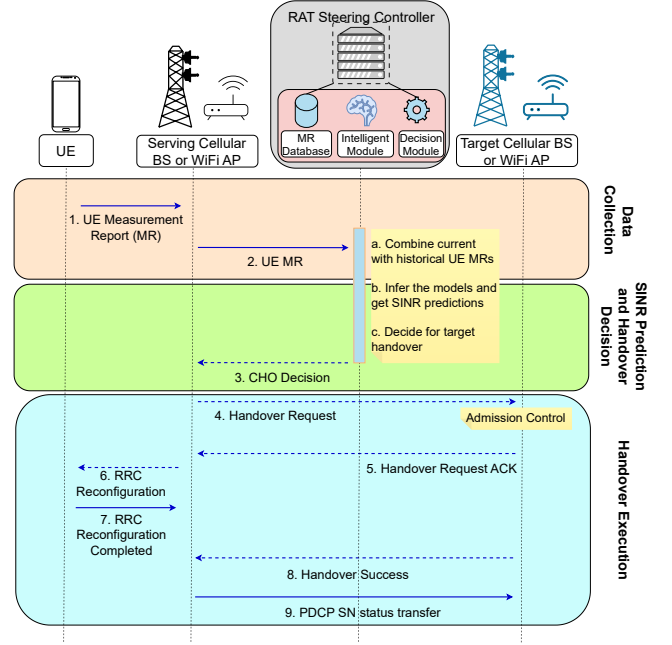 RAT Steering Controller
MR
Database
Intelligent
Module
Decision
Module
UE
Serving Cellular
BS or WiFi AP
Target Cellular BS
or WiFi AP
Data
Collection
1. UE Measurement
Report (MR)
2. UE MR
a. Combine current
with historical UE MRs
b. Infer the models and
get SINR predictions
c. Decide for target
handover
SINR Prediction
and Handover
Decision
3. CHO Decision
4. Handover Request
Admission Control
5. Handover Request ACK
6. RRC
Reconfiguration
7. RRC
Reconfiguration
Completed
Handover Execution
8. Handover Success
9. PDCP SN status transfer